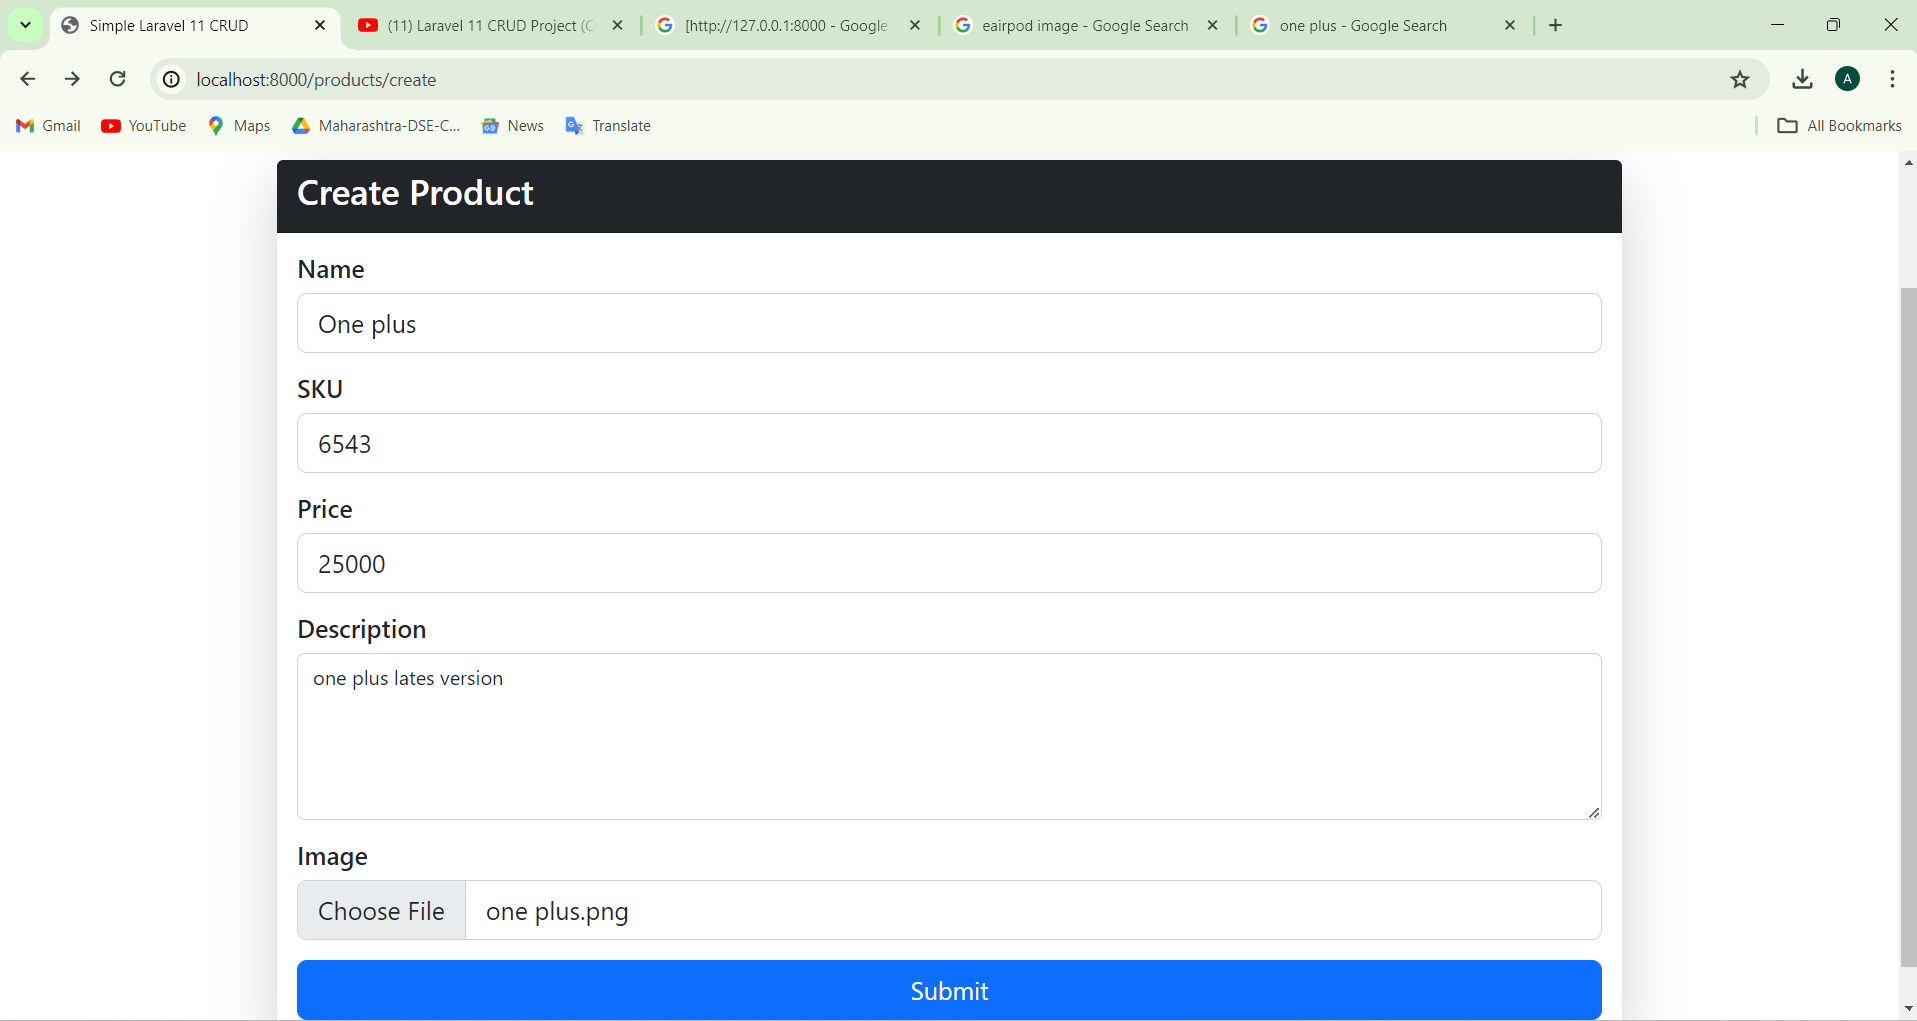 Simple Laravel 11 CRUD
(11) Laravel 11 CRUD Project (C
[http://127.0.0.1:8000 - Google
eairpod image - Google Search
one plus - Google Search
localhost:8000/products/create
A
Gmail
YouTube
Maps
Maharashtra-DSE-C...
News
Translate
All Bookmarks
Create Product
Name
One plus
SKU
6543
Price
25000
Description
one plus lates version
Image
Choose File one plus.png
Submit